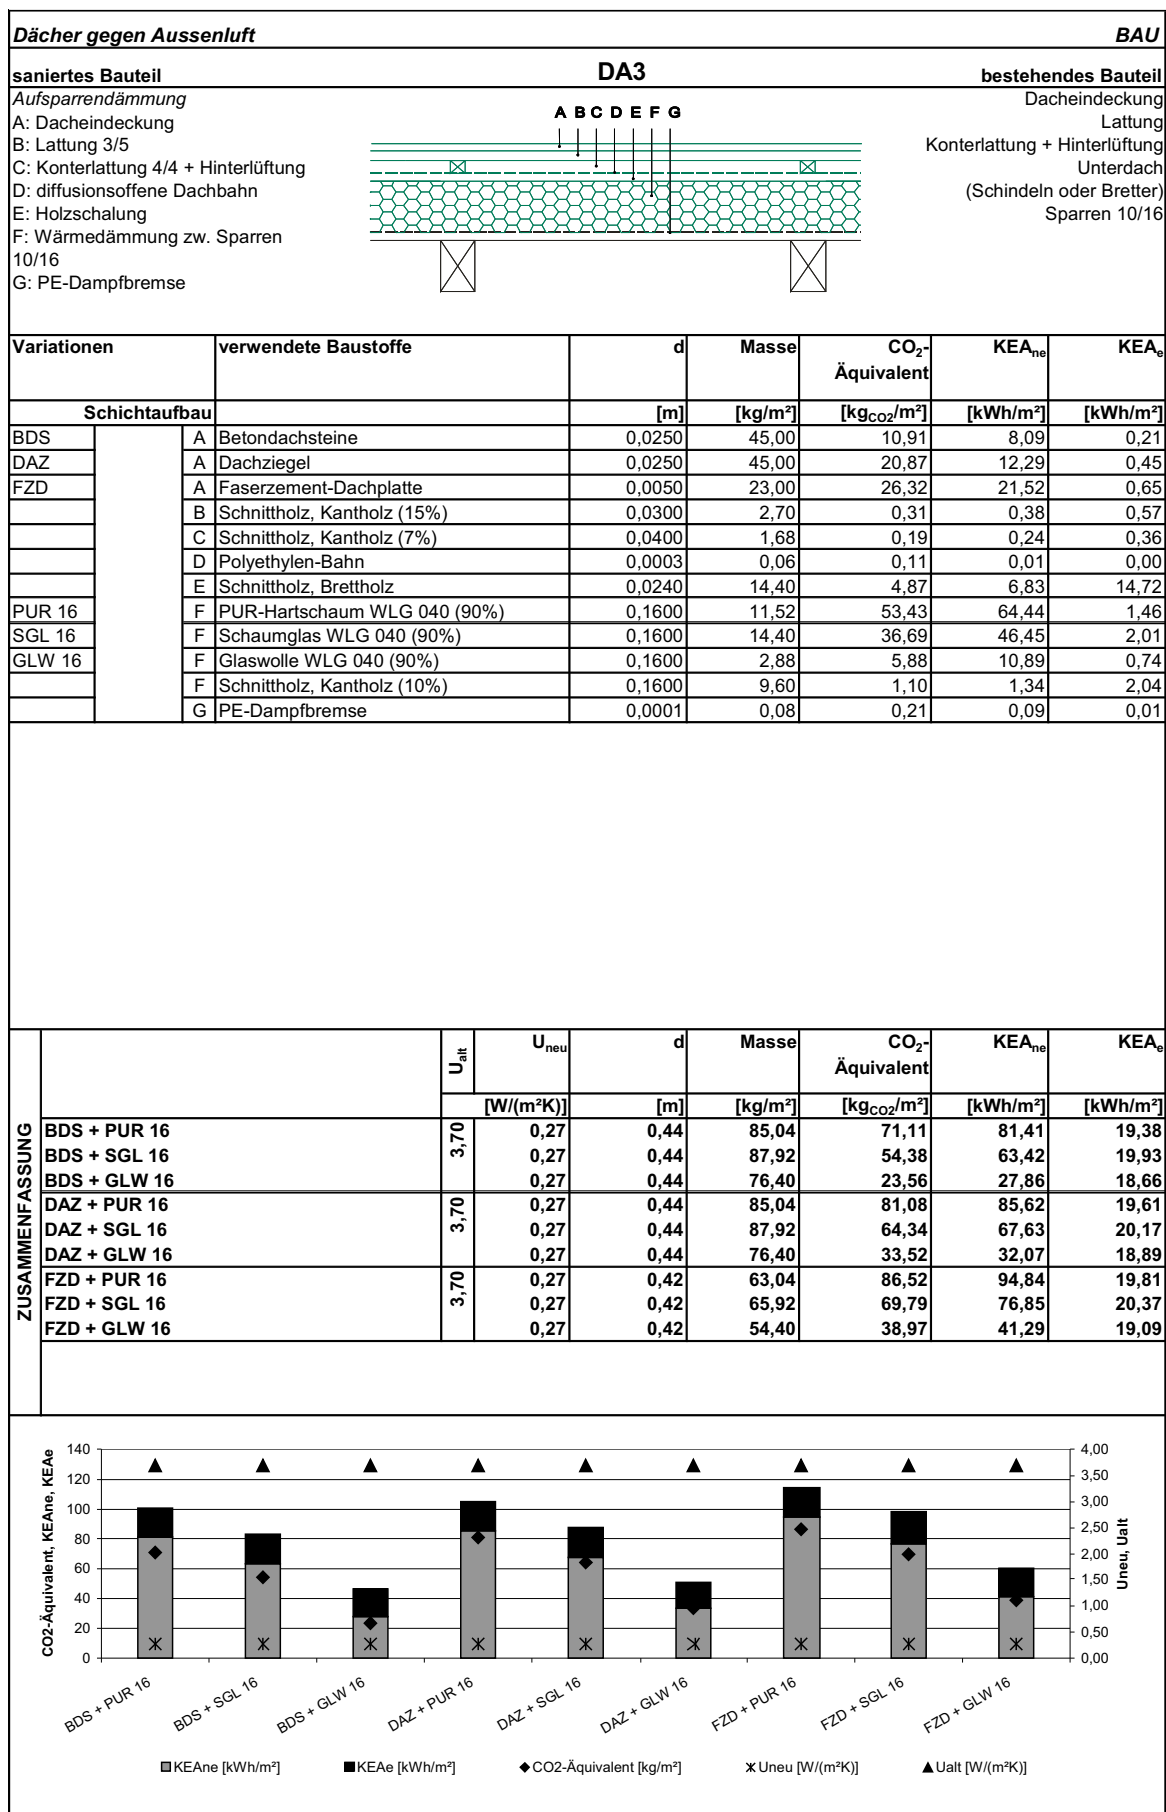 Dächer gegen Aussenluft BAU
saniertes Bauteil DA3 bestehendes Bauteil
Aufsparrendämmung Dacheindeckung
A: Dacheindeckung Lattung
B: Lattung 3/5 Konterlattung + Hinterlüftung
C: Konterlattung 4/4 + Hinterlüftung Unterdach
D: diffusionsoffene Dachbahn (Schindeln oder Bretter)
E: Holzschalung Sparren 10/16
F: Wärmedämmung zw. Sparren
10/16
G: PE-Dampfbremse
A B C D E F G
Variationen verwendete Baustoffe d Masse CO₂- KEAₙₑ KEAₑ
Äquivalent
Schichtaufbau [m] [kg/m²] [kg_CO2/m²] [kWh/m²] [kWh/m²]
BDS A Betondachsteine 0,0250 45,00 10,91 8,09 0,21
DAZ A Dachziegel 0,0250 45,00 20,87 12,29 0,45
FZD A Faserzement-Dachplatte 0,0050 23,00 26,32 21,52 0,65
B Schnittholz, Kantholz (15%) 0,0300 2,70 0,31 0,38 0,57
C Schnittholz, Kantholz (7%) 0,0400 1,68 0,19 0,24 0,36
D Polyethylen-Bahn 0,0003 0,06 0,11 0,01 0,00
E Schnittholz, Brettholz 0,0240 14,40 4,87 6,83 14,72
PUR 16 F PUR-Hartschaum WLG 040 (90%) 0,1600 11,52 53,43 64,44 1,46
SGL 16 F Schaumglas WLG 040 (90%) 0,1600 14,40 36,69 46,45 2,01
GLW 16 F Glaswolle WLG 040 (90%) 0,1600 2,88 5,88 10,89 0,74
F Schnittholz, Kantholz (10%) 0,1600 9,60 1,10 1,34 2,04
G PE-Dampfbremse 0,0001 0,08 0,21 0,09 0,01
ZUSAMMENFASSUNG
U_alt U_neu d Masse CO₂- KEAₙₑ KEAₑ
Äquivalent
[W/(m²K)] [m] [kg/m²] [kg_CO2/m²] [kWh/m²] [kWh/m²]
BDS + PUR 16 3,70 0,27 0,44 85,04 71,11 81,41 19,38
BDS + SGL 16 0,27 0,44 87,92 54,38 63,42 19,93
BDS + GLW 16 0,27 0,44 76,40 23,56 27,86 18,66
DAZ + PUR 16 3,70 0,27 0,44 85,04 81,08 85,62 19,61
DAZ + SGL 16 0,27 0,44 87,92 64,34 67,63 20,17
DAZ + GLW 16 0,27 0,44 76,40 33,52 32,07 18,89
FZD + PUR 16 3,70 0,27 0,42 63,04 86,52 94,84 19,81
FZD + SGL 16 0,27 0,42 65,92 69,79 76,85 20,37
FZD + GLW 16 0,27 0,42 54,40 38,97 41,29 19,09
CO2-Äquivalent, KEAne, KEAe
140
120
100
80
60
40
20
0
4,00
3,50
3,00
2,50
2,00
1,50
1,00
0,50
0,00
Uneu, Ualt
BDS + PUR 16
BDS + SGL 16
BDS + GLW 16
DAZ + PUR 16
DAZ + SGL 16
DAZ + GLW 16
FZD + PUR 16
FZD + SGL 16
FZD + GLW 16
KEAne [kWh/m²] KEAe [kWh/m²] CO2-Äquivalent [kg/m²] Uneu [W/(m²K)] Ualt [W/(m²K)]